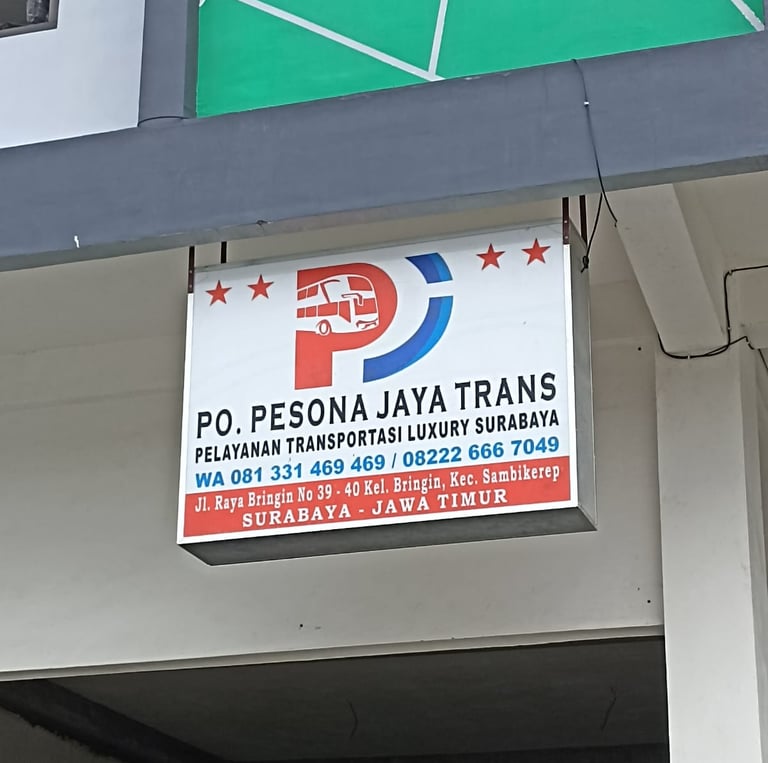 PO. PESONA JAYA TRANS
PELAYANAN TRANSPORTASI LUXURY SURABAYA
WA 081 331 469 469 / 08222 666 7049
Jl. Raya Bringin No 39 - 40 Kel. Bringin, Kec. Sambikerep
SURABAYA - JAWA TIMUR